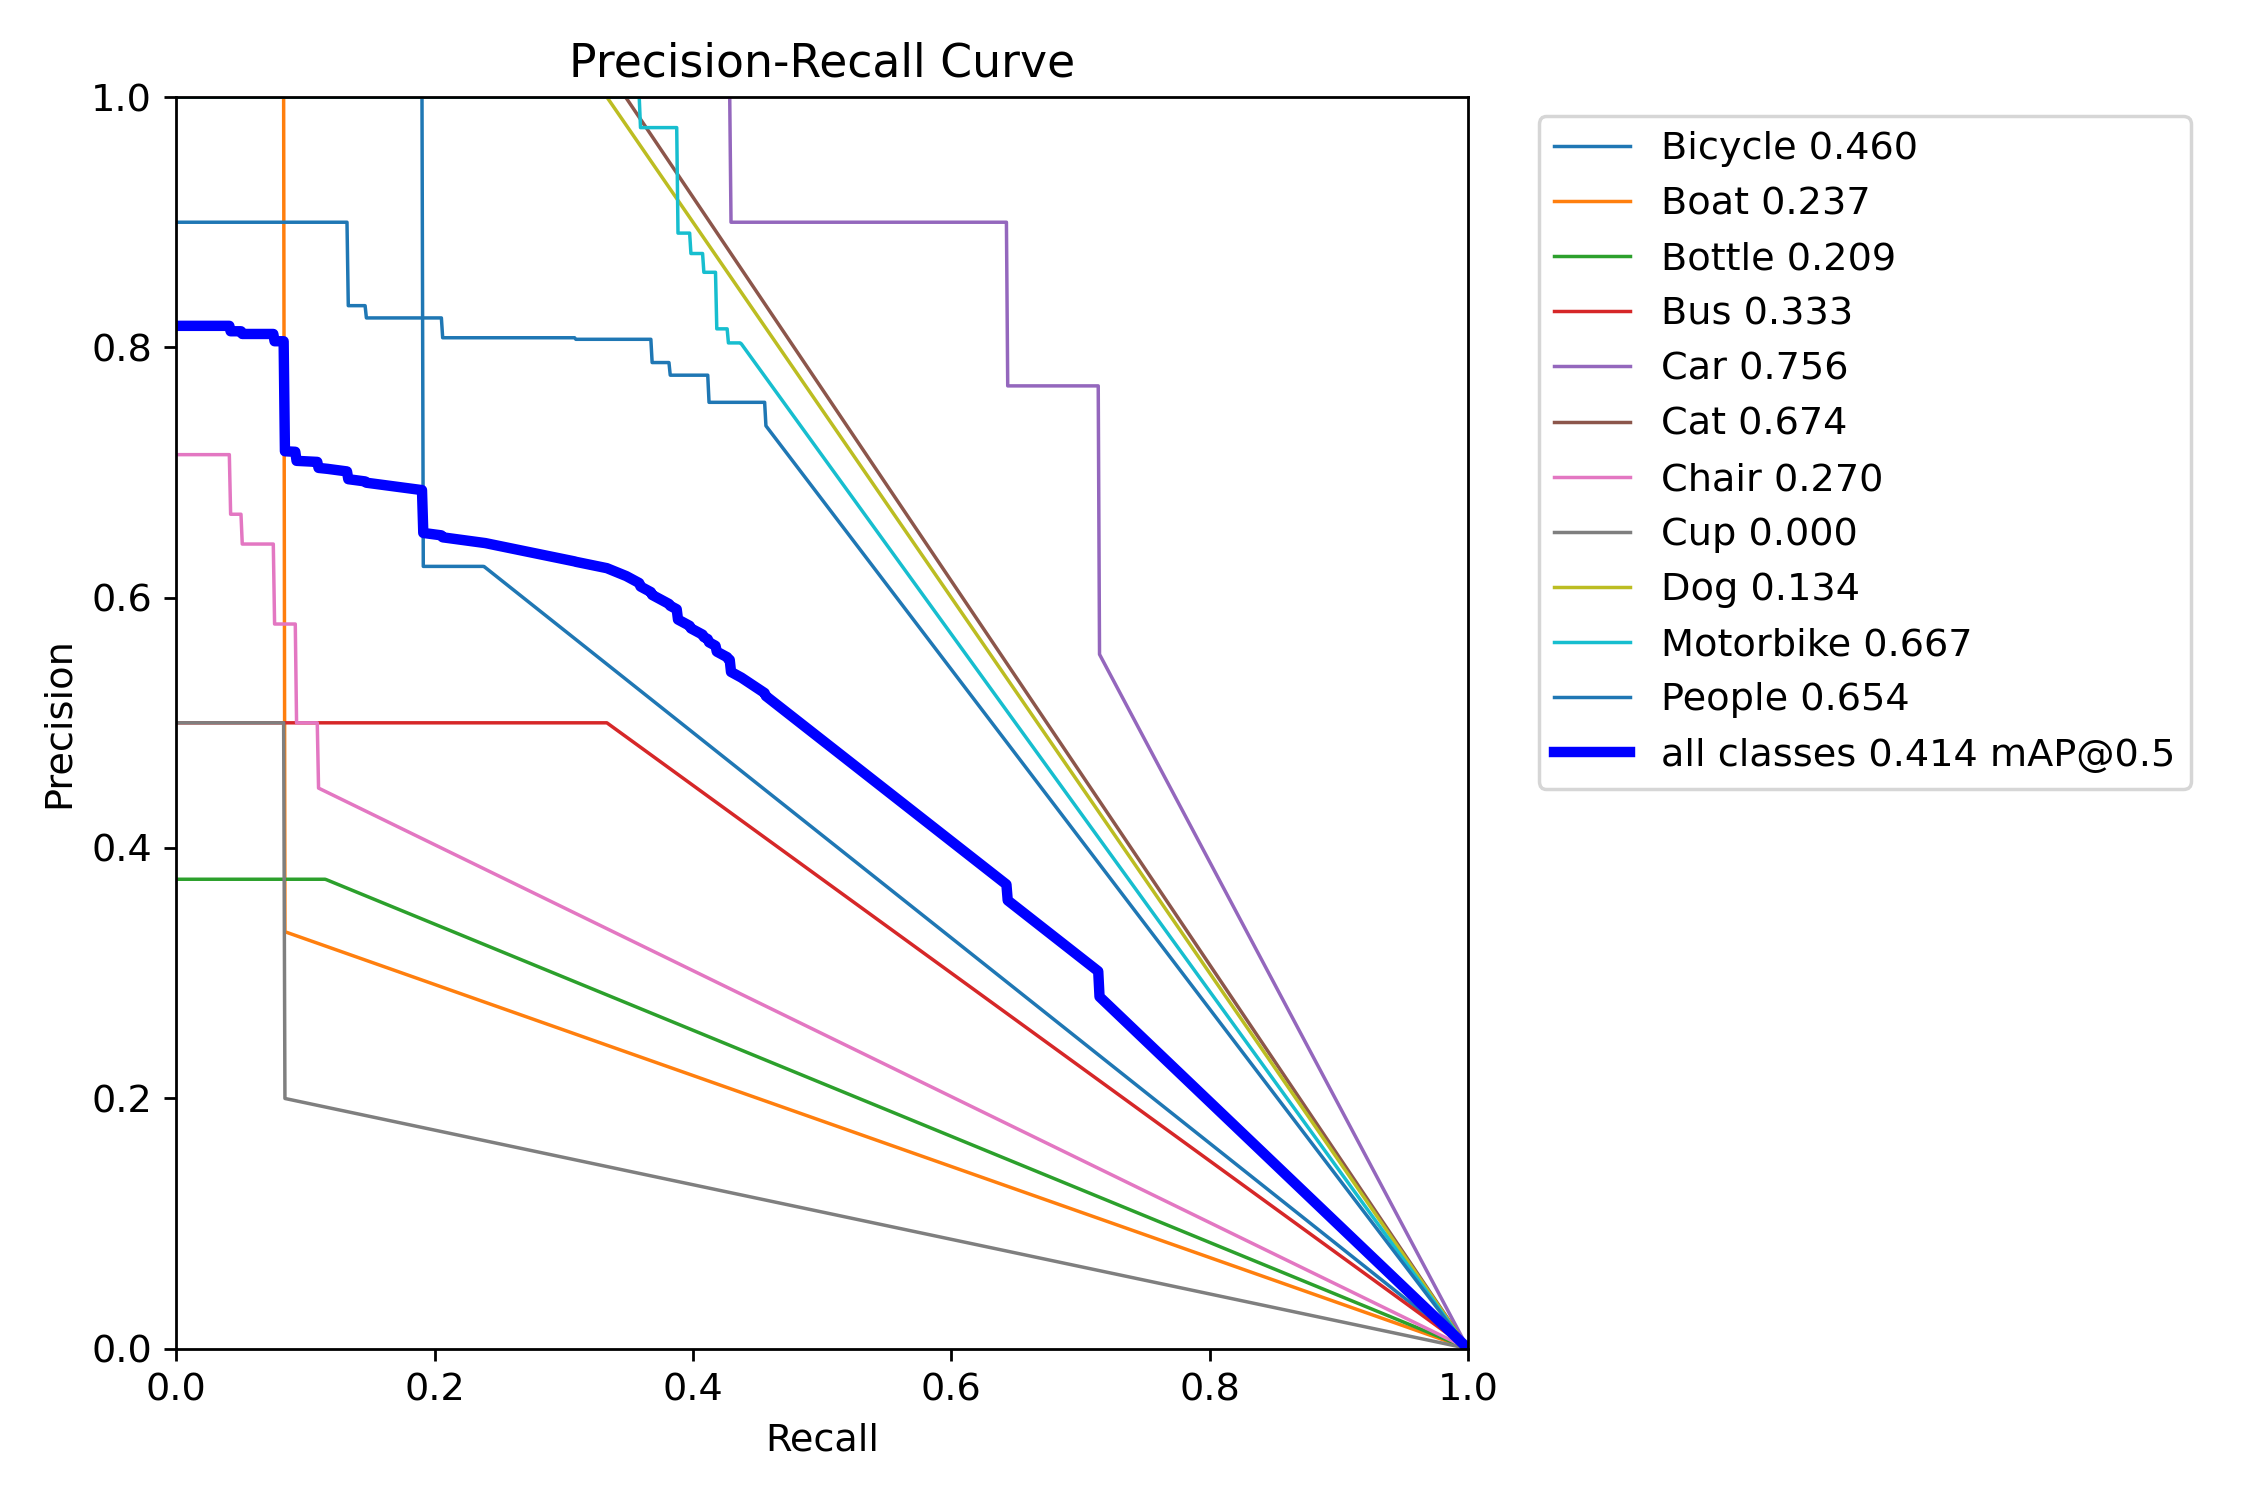 Precision-Recall Curve
1.0
0.8
0.6
0.4
0.2
0.0
Precision
0.0 0.2 0.4 0.6 0.8 1.0
Recall
Bicycle 0.460
Boat 0.237
Bottle 0.209
Bus 0.333
Car 0.756
Cat 0.674
Chair 0.270
Cup 0.000
Dog 0.134
Motorbike 0.667
People 0.654
all classes 0.414 mAP@0.5